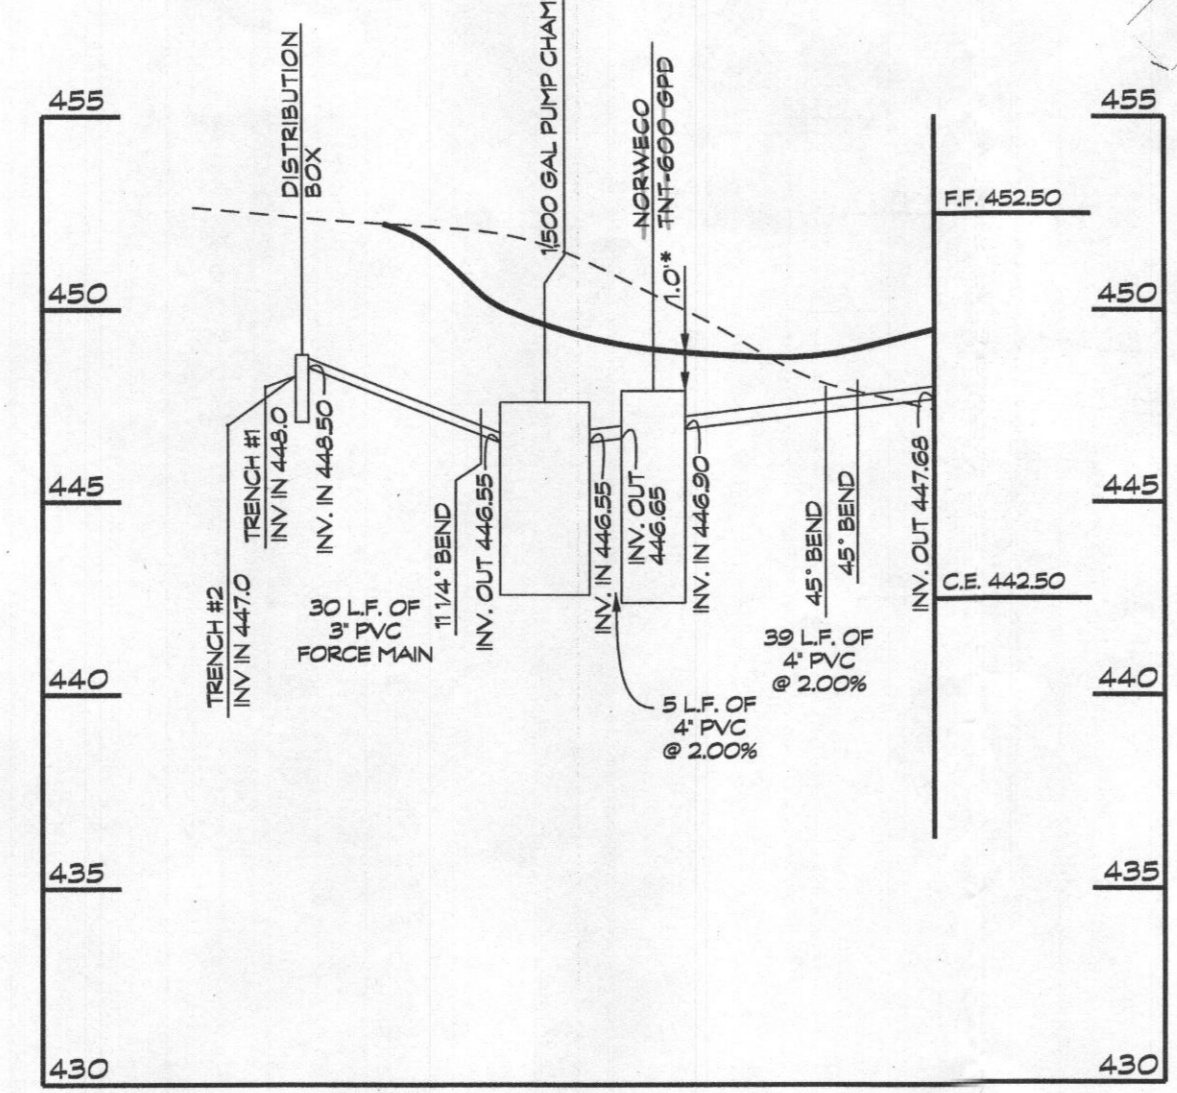 DISTRIBUTION
BOX
1,500 GAL PUMP CHAM
NORWECO
TNT-600 GPD
1.0'*
455
455
F.F. 452.50
450
450
TRENCH #1
INV IN 448.0
INV. IN 448.50
TRENCH #2
INV IN 447.0
445
445
11 1/4° BEND
INV. OUT 446.55
INV. IN 446.55
INV. OUT
446.65
INV. IN 446.90
45° BEND
45° BEND
INV. OUT 447.68
C.E. 442.50
30 L.F. OF
3" PVC
FORCE MAIN
39 L.F. OF
4" PVC
@ 2.00%
440
440
5 L.F. OF
4" PVC
@ 2.00%
435
435
430
430